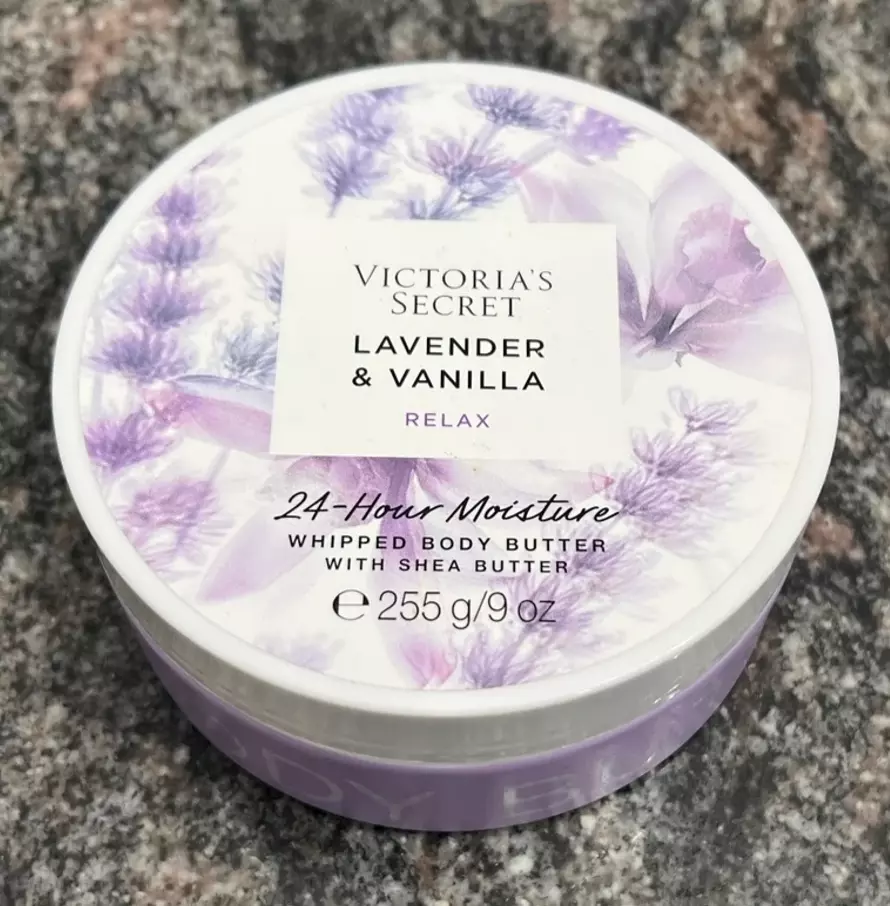 VICTORIA'S
SECRET
LAVENDER
& VANILLA
RELAX
24-Hour Moisture
WHIPPED BODY BUTTER
WITH SHEA BUTTER
℮ 255 g/9 oz